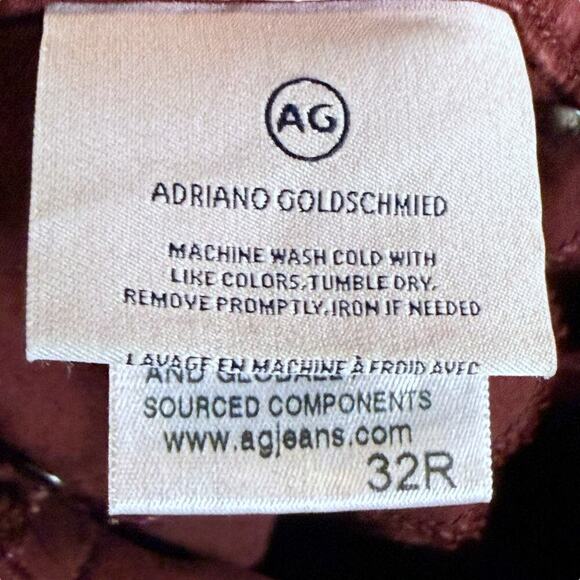 AG
ADRIANO GOLDSCHMIED
MACHINE WASH COLD WITH
LIKE COLORS,TUMBLE DRY,
REMOVE PROMPTLY,IRON IF NEEDED
LAVAGE EN MACHINE À FROID AVEC
AND
SOURCED COMPONENTS
www.agjeans.com
32R